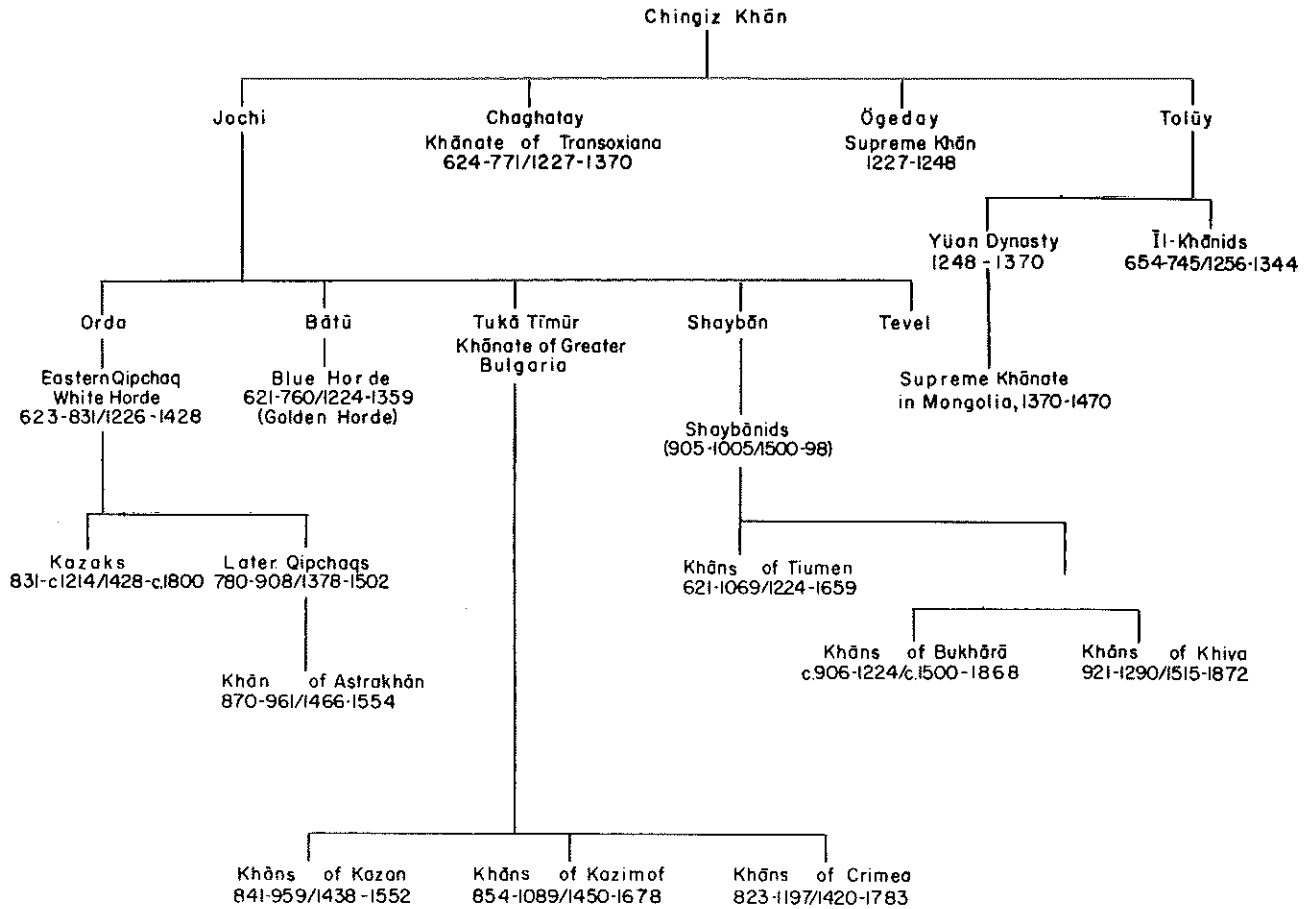 Chingiz Khān
Jochi
Chaghatay
Khānate of Transoxiana
624-771/1227-1370
Ögeday
Supreme Khān
1227-1248
Tolūy
Yüan Dynasty
1248-1370
Īl-Khānids
654-745/1256-1344
Supreme Khānate
in Mongolia, 1370-1470
Orda
Bātū
Tukā Tīmūr
Khānate of Greater
Bulgaria
Shaybān
Tevel
Eastern Qipchaq
White Horde
623-831/1226-1428
Blue Horde
621-760/1224-1359
(Golden Horde)
Shaybānids
(905-1005/1500-98)
Kazaks
831-c1214/1428-c.1800
Later Qipchaqs
780-908/1378-1502
Khāns of Tiumen
621-1069/1224-1659
Khān of Astrakhān
870-961/1466-1554
Khāns of Bukhārā
c.906-1224/c.1500-1868
Khāns of Khiva
921-1290/1515-1872
Khāns of Kazan
841-959/1438-1552
Khāns of Kazimof
854-1089/1450-1678
Khāns of Crimea
823-1197/1420-1783